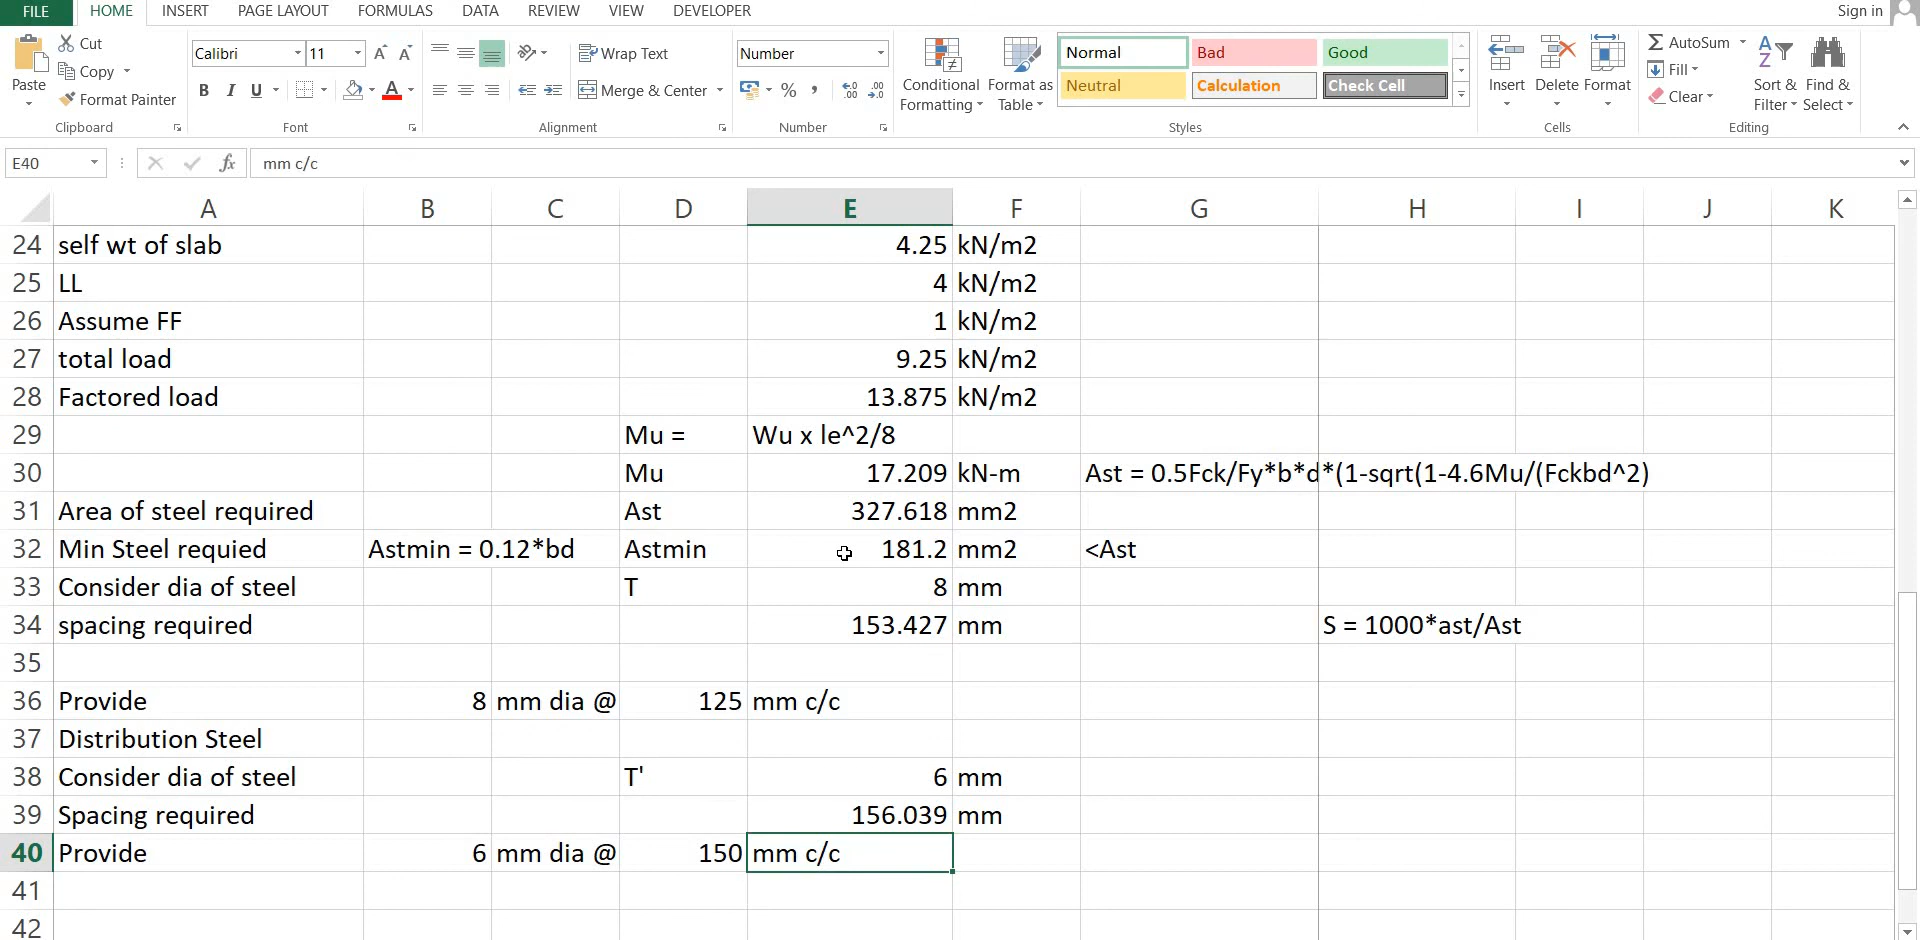 FILE HOME INSERT PAGE LAYOUT FORMULAS DATA REVIEW VIEW DEVELOPER Sign in
Paste Cut Copy Format Painter Clipboard
Calibri 11 A A B I U A Font
Wrap Text Merge & Center Alignment
Number % , .0 .00 .00 .0 Number
Conditional Formatting Format as Table
Normal Bad Good
Neutral Calculation Check Cell
Styles
Insert Delete Format Cells
AutoSum Fill Clear Sort & Filter Find & Select Editing
E40 fx mm c/c
A B C D E F G H I J K
24 self wt of slab 4.25 kN/m2
25 LL 4 kN/m2
26 Assume FF 1 kN/m2
27 total load 9.25 kN/m2
28 Factored load 13.875 kN/m2
29 Mu = Wu x le^2/8
30 Mu 17.209 kN-m Ast = 0.5Fck/Fy*b*d*(1-sqrt(1-4.6Mu/(Fckbd^2)
31 Area of steel required Ast 327.618 mm2
32 Min Steel requied Astmin = 0.12*bd Astmin 181.2 mm2 <Ast
33 Consider dia of steel T 8 mm
34 spacing required 153.427 mm S = 1000*ast/Ast
35
36 Provide 8 mm dia @ 125 mm c/c
37 Distribution Steel
38 Consider dia of steel T' 6 mm
39 Spacing required 156.039 mm
40 Provide 6 mm dia @ 150 mm c/c
41
42